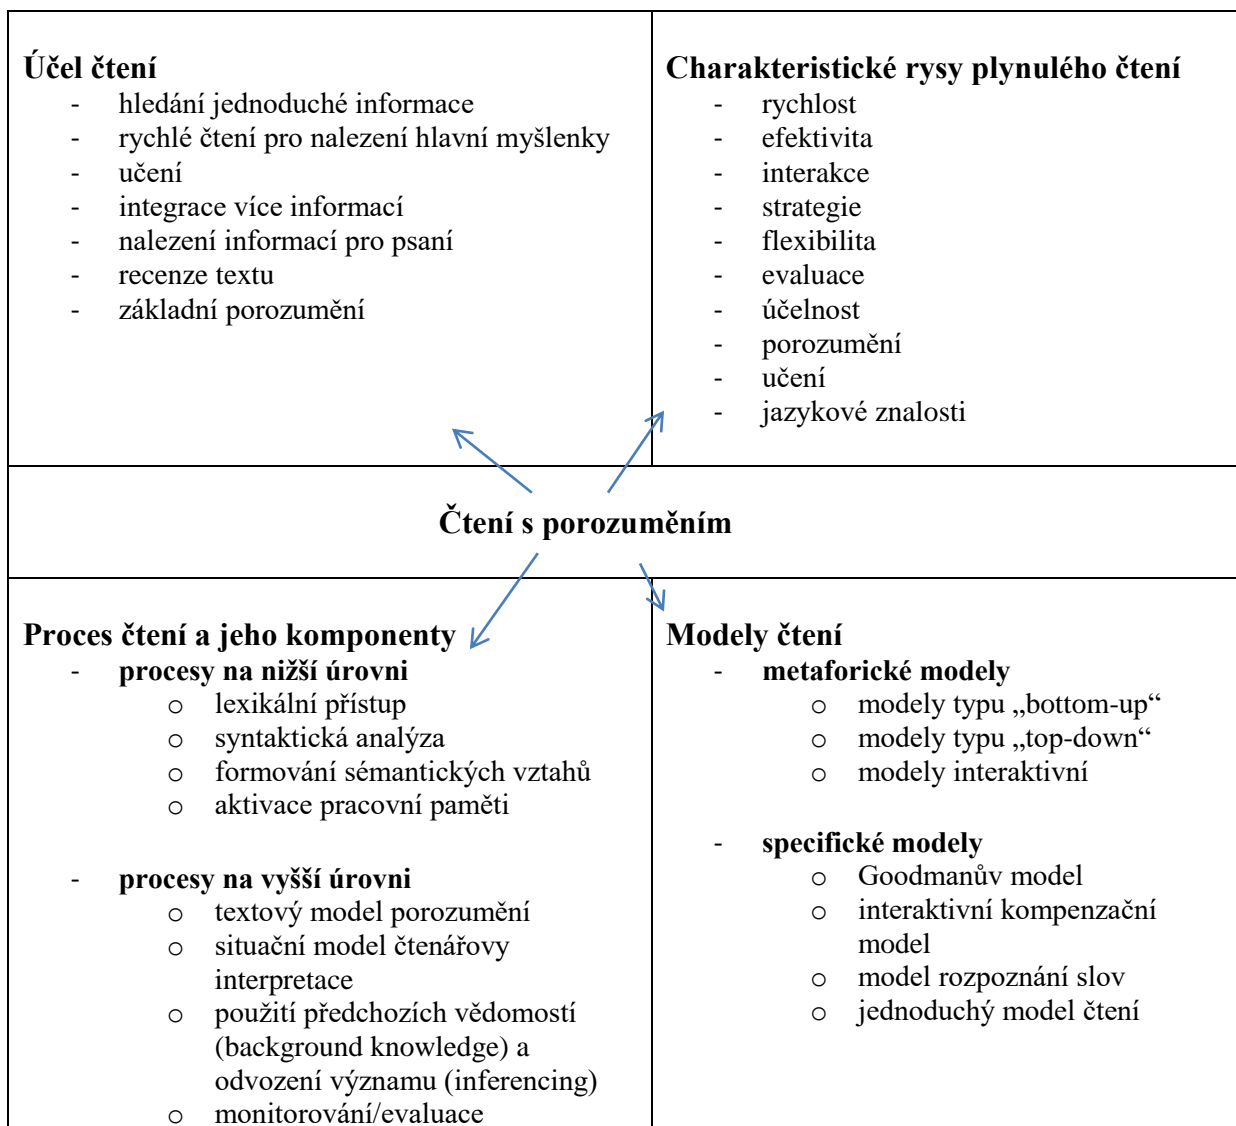 Účel čtení
- hledání jednoduché informace
- rychlé čtení pro nalezení hlavní myšlenky
- učení
- integrace více informací
- nalezení informací pro psaní
- recenze textu
- základní porozumění
Charakteristické rysy plynulého čtení
- rychlost
- efektivita
- interakce
- strategie
- flexibilita
- evaluace
- účelnost
- porozumění
- učení
- jazykové znalosti
Čtení s porozuměním
Proces čtení a jeho komponenty
- procesy na nižší úrovni
o lexikální přístup
o syntaktická analýza
o formování sémantických vztahů
o aktivace pracovní paměti
- procesy na vyšší úrovni
o textový model porozumění
o situační model čtenářovy
interpretace
o použití předchozích vědomostí
(background knowledge) a
odvození významu (inferencing)
o monitorování/evaluace
Modely čtení
- metaforické modely
o modely typu „bottom-up“
o modely typu „top-down“
o modely interaktivní
- specifické modely
o Goodmanův model
o interaktivní kompenzační
model
o model rozpoznání slov
o jednoduchý model čtení